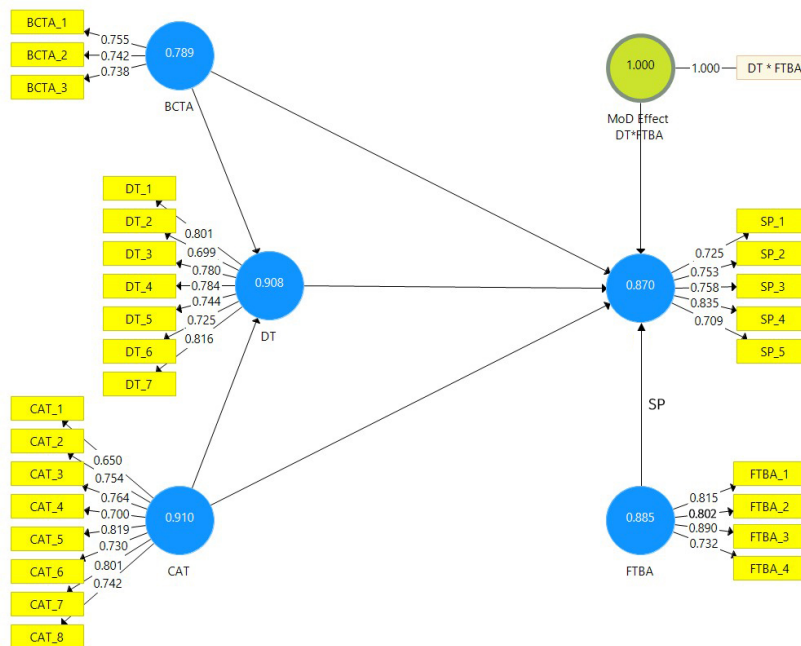 BCTA_1
BCTA_2
BCTA_3
0.755
0.742
0.738
0.789
BCTA
1.000
MoD Effect
DT*FTBA
1.000
DT * FTBA
DT_1
DT_2
DT_3
DT_4
DT_5
DT_6
DT_7
0.801
0.699
0.780
0.784
0.744
0.725
0.816
0.908
DT
0.870
0.725
0.753
0.758
0.835
0.709
SP_1
SP_2
SP_3
SP_4
SP_5
SP
CAT_1
CAT_2
CAT_3
CAT_4
CAT_5
CAT_6
CAT_7
CAT_8
0.650
0.754
0.764
0.700
0.819
0.730
0.801
0.742
0.910
CAT
0.885
FTBA
0.815
0.802
0.890
0.732
FTBA_1
FTBA_2
FTBA_3
FTBA_4